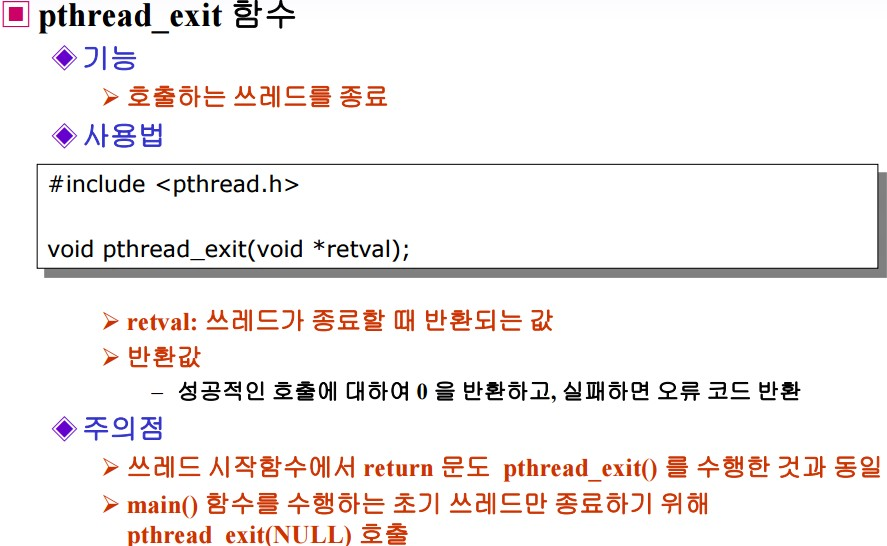 pthread_exit 함수
기능
호출하는 쓰레드를 종료
사용법
#include <pthread.h>
void pthread_exit(void *retval);
retval: 쓰레드가 종료할 때 반환되는 값
반환값
– 성공적인 호출에 대하여 0 을 반환하고, 실패하면 오류 코드 반환
주의점
쓰레드 시작함수에서 return 문도 pthread_exit() 를 수행한 것과 동일
main() 함수를 수행하는 초기 쓰레드만 종료하기 위해
pthread_exit(NULL) 호출